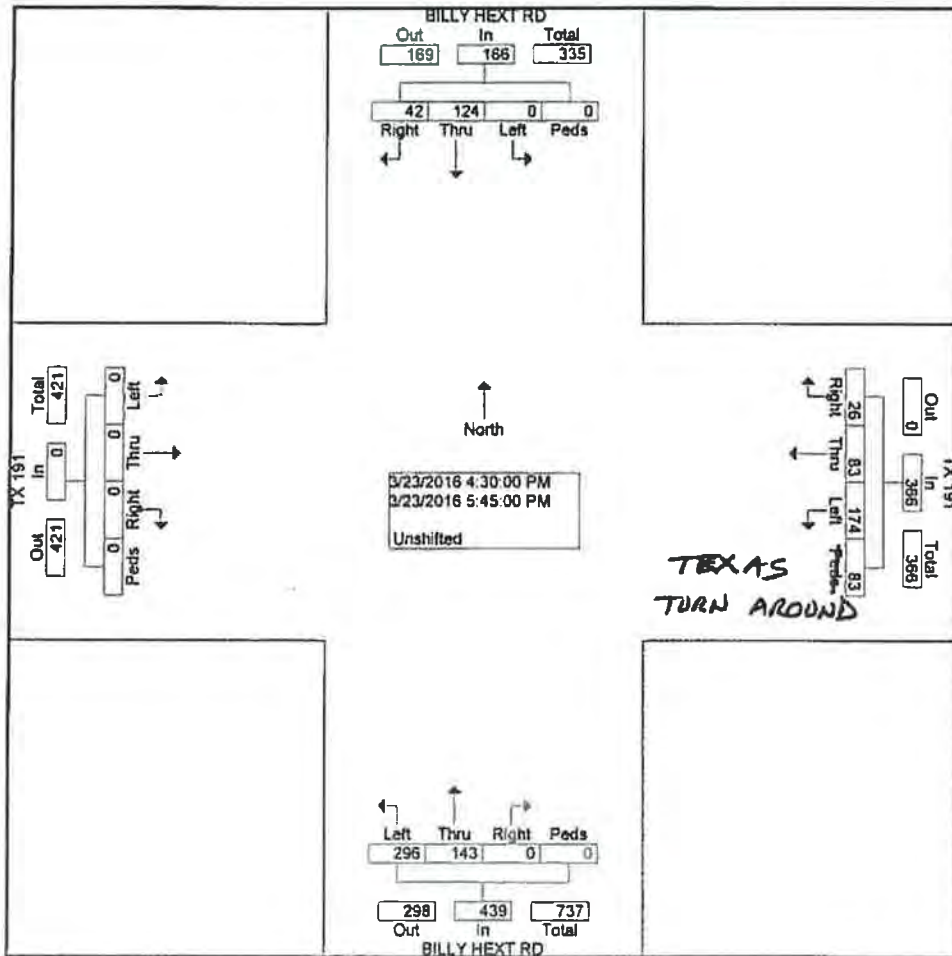 BILLY HEXT RD
Out In Total
169 166 335
42 124 0 0
Right Thru Left Peds
Total In Out
421 0 421
0 0 0 0
Left Thru Right Peds
TX 191
North
3/23/2016 4:30:00 PM
3/23/2016 5:45:00 PM
Unshifted
Right Thru Left Peds
26 83 174 83
Out In Total
0 366 366
TX 191
TEXAS
TURN AROUND
Left Thru Right Peds
296 143 0 0
298 439 737
Out In Total
BILLY HEXT RD